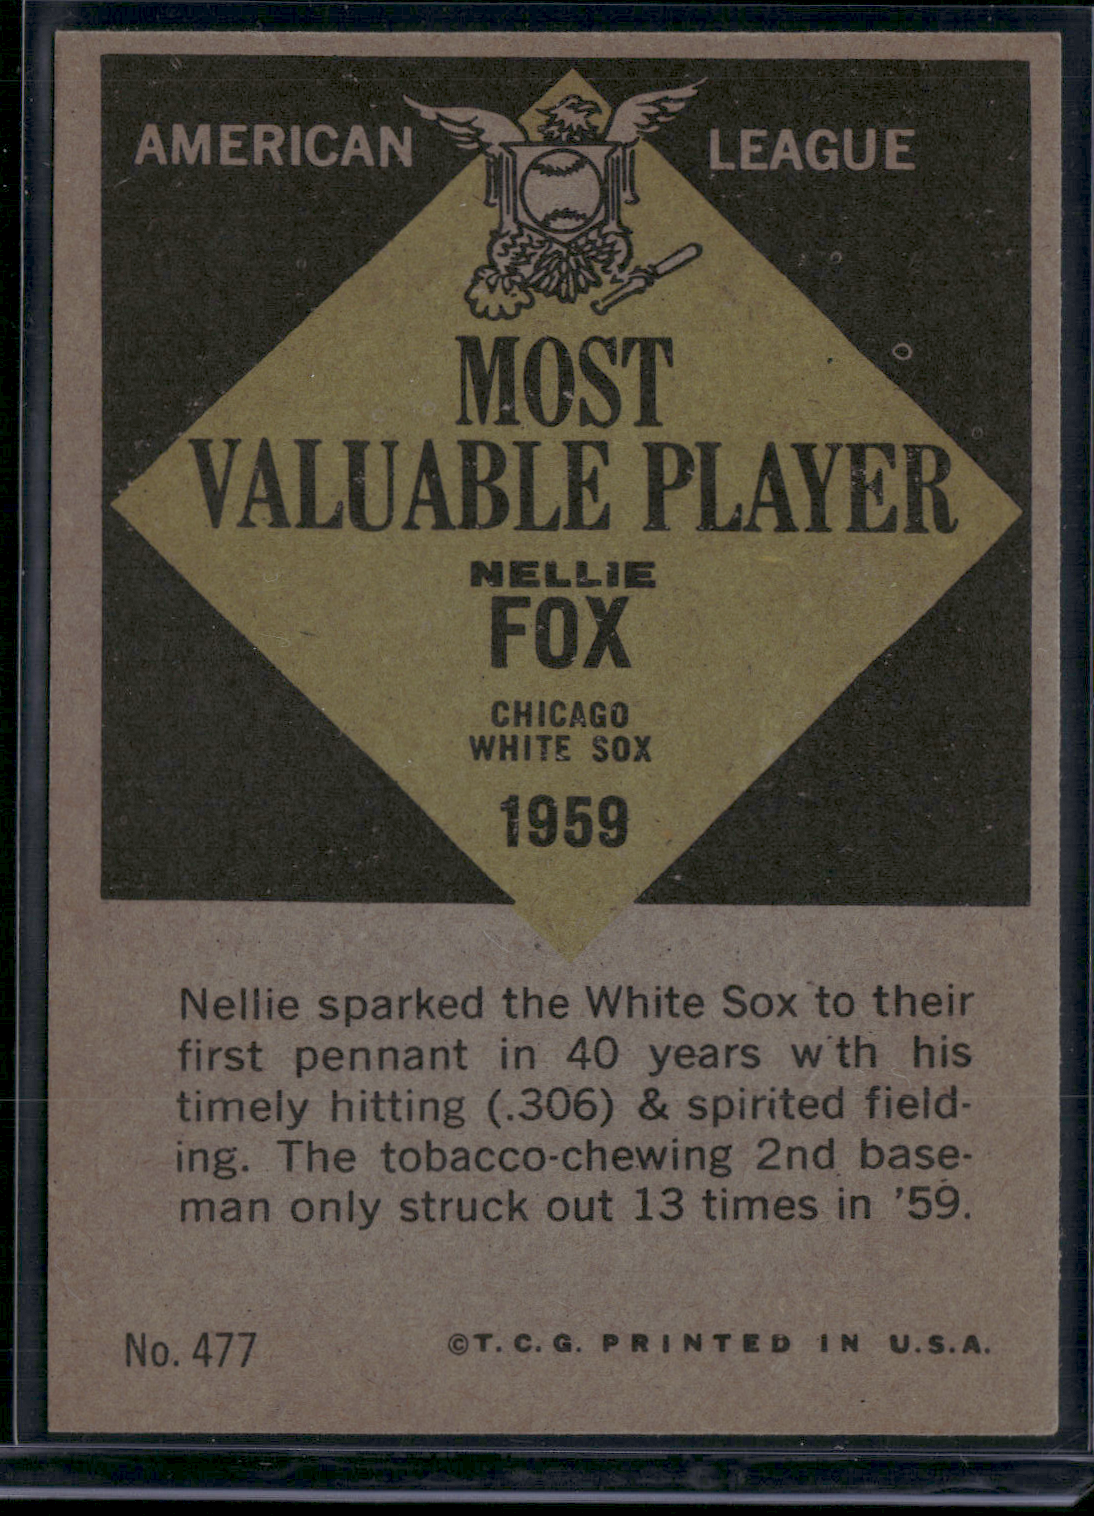 AMERICAN LEAGUE
MOST
VALUABLE PLAYER
NELLIE
FOX
CHICAGO
WHITE SOX
1959
Nellie sparked the White Sox to their
first pennant in 40 years w th his
timely hitting (.306) & spirited field-
ing. The tobacco-chewing 2nd base-
man only struck out 13 times in '59.
No. 477
©T. C. G. PRINTED IN U.S.A.